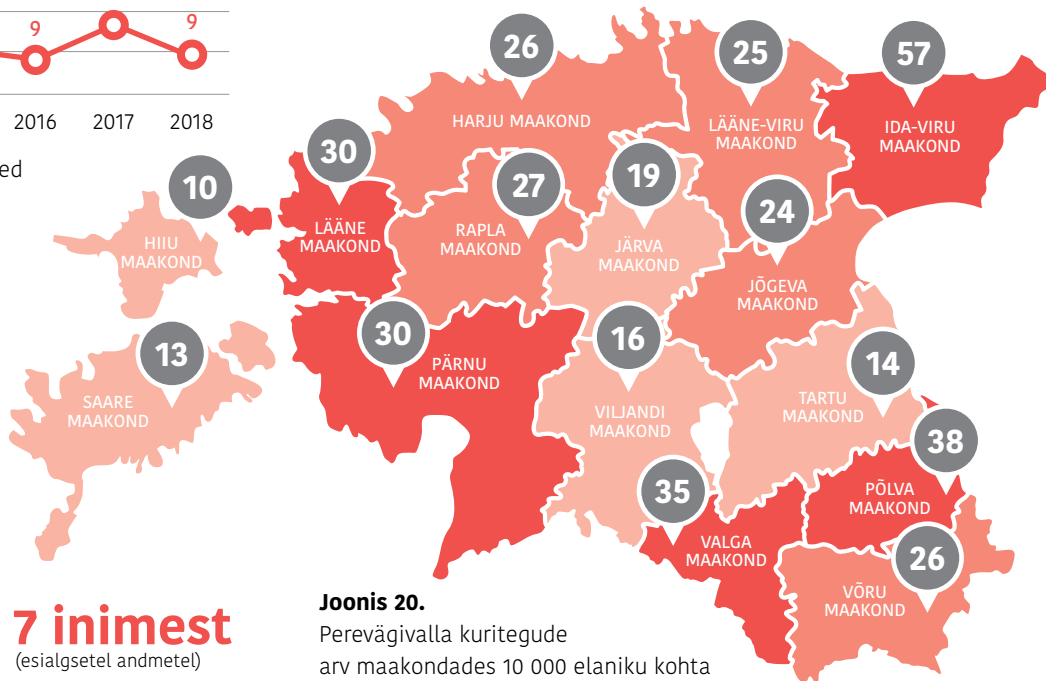 9
9
2016
2017
2018
ed
26
HARJU MAAKOND
25
LÄÄNE-VIRU
MAAKOND
57
IDA-VIRU
MAAKOND
30
LÄÄNE
MAAKOND
27
RAPLA
MAAKOND
19
JÄRVA
MAAKOND
24
JÕGEVA
MAAKOND
10
HIIU
MAAKOND
13
SAARE
MAAKOND
30
PÄRNU
MAAKOND
16
VILJANDI
MAAKOND
14
TARTU
MAAKOND
38
PÕLVA
MAAKOND
35
VALGA
MAAKOND
26
VÕRU
MAAKOND
7 inimest
(esialgsetel andmetel)
Joonis 20.
Perevägivalla kuritegude
arv maakondades 10 000 elaniku kohta